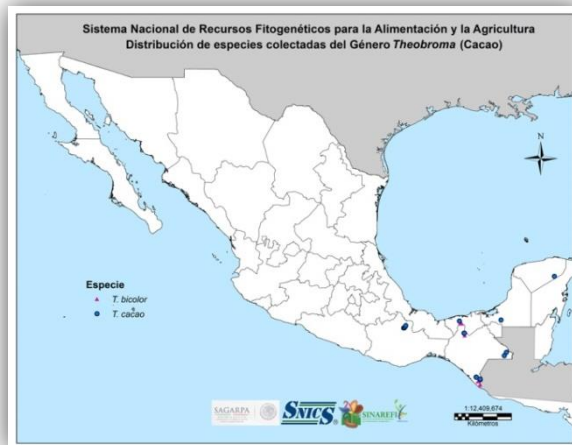 Sistema Nacional de Recursos Fitogenéticos para la Alimentación y la Agricultura
Distribución de especies colectadas del Género Theobroma (Cacao)
N
Especie
T. bicolor
T. cacao
SAGARPA
SNICS
SINAREFI
1:12,409,674
Kilómetros